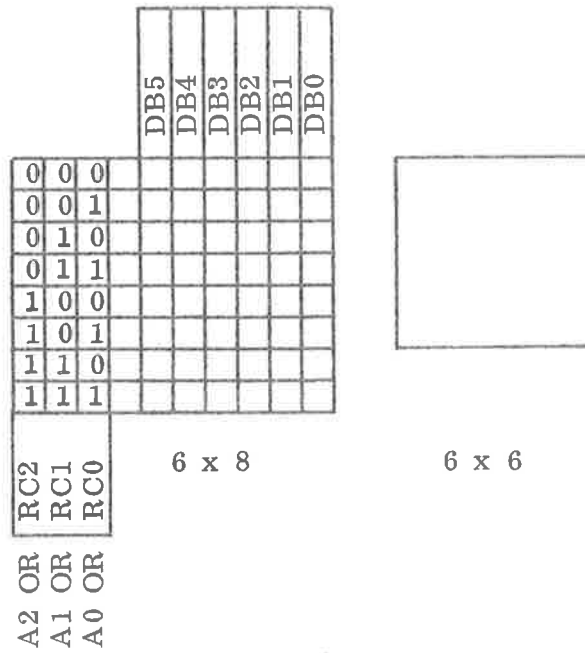 DB5 DB4 DB3 DB2 DB1 DB0
0 0 0
0 0 1
0 1 0
0 1 1
1 0 0
1 0 1
1 1 0
1 1 1
6 x 8 6 x 6
A2 OR RC2
A1 OR RC1
A0 OR RC0